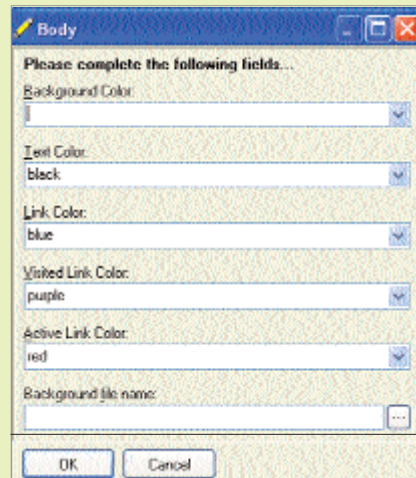 Body
Please complete the following fields...
Background Color:
Text Color:
black
Link Color:
blue
Visited Link Color:
purple
Active Link Color:
red
Background file name:
...
OK
Cancel